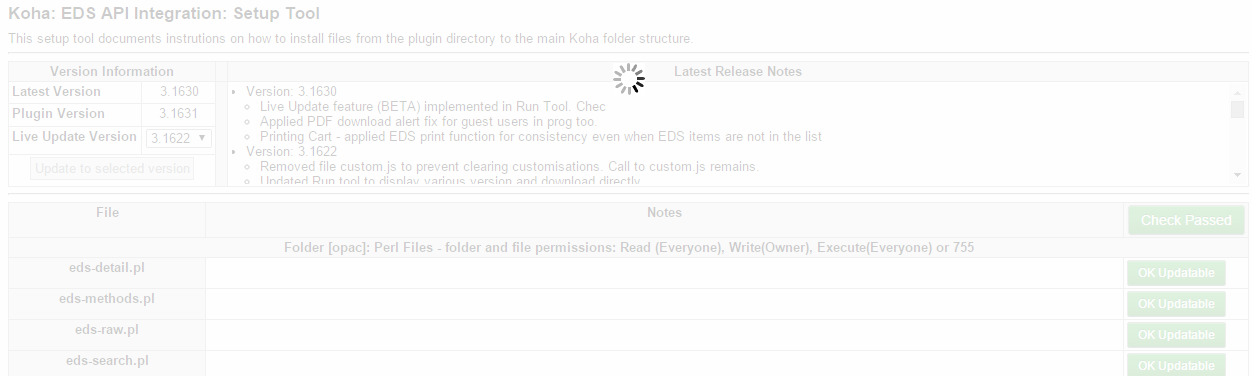 Koha: EDS API Integration: Setup Tool
This setup tool documents instrutions on how to install files from the plugin directory to the main Koha folder structure.
Version Information
Latest Version 3.1630
Plugin Version 3.1631
Live Update Version 3.1622
Update to selected version
Latest Release Notes
Version: 3.1630
Live Update feature (BETA) implemented in Run Tool. Chec
Applied PDF download alert fix for guest users in prog too.
Printing Cart - applied EDS print function for consistency even when EDS items are not in the list
Version: 3.1622
Removed file custom.js to prevent clearing customisations. Call to custom.js remains.
Updated Run tool to display various version and download directly
File Notes Check Passed
Folder [opac]: Perl Files - folder and file permissions: Read (Everyone), Write(Owner), Execute(Everyone) or 755
eds-detail.pl OK Updatable
eds-methods.pl OK Updatable
eds-raw.pl OK Updatable
eds-search.pl OK Updatable